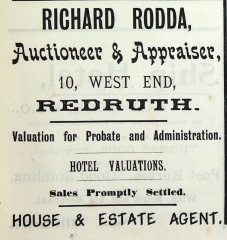 RICHARD RODDA,
Auctioneer & Appraiser,
10, WEST END,
REDRUTH.
Valuation for Probate and Administration.
HOTEL VALUATIONS.
Sales Promptly Settled.
HOUSE & ESTATE AGENT.